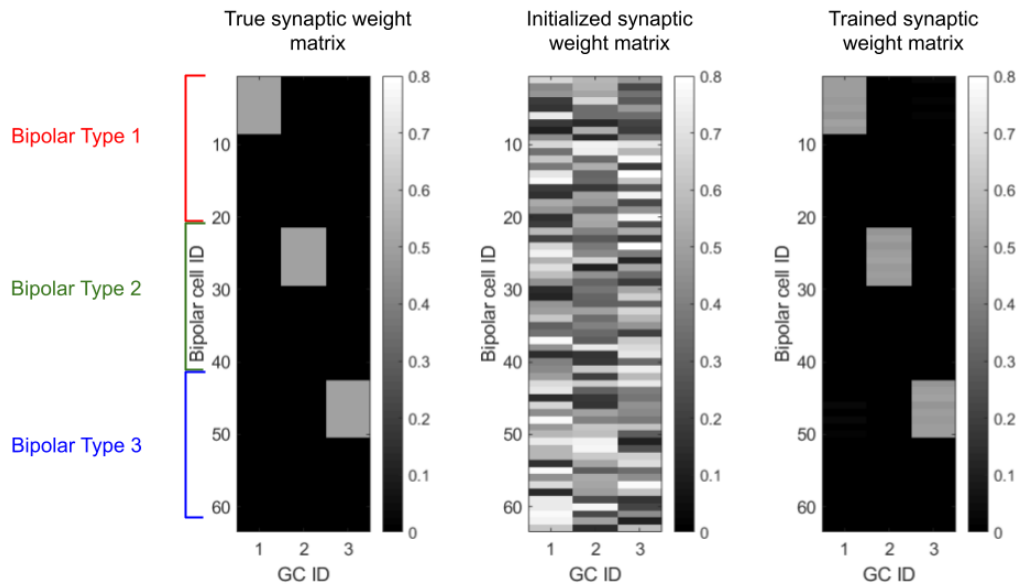 True synaptic weight
matrix
Initialized synaptic
weight matrix
Trained synaptic
weight matrix
Bipolar Type 1
Bipolar Type 2
Bipolar Type 3
Bipolar cell ID
10
20
30
40
50
60
1 2 3
GC ID
0.8
0.7
0.6
0.5
0.4
0.3
0.2
0.1
0
Bipolar cell ID
10
20
30
40
50
60
1 2 3
GC ID
0.8
0.7
0.6
0.5
0.4
0.3
0.2
0.1
0
Bipolar cell ID
10
20
30
40
50
60
1 2 3
GC ID
0.8
0.7
0.6
0.5
0.4
0.3
0.2
0.1
0